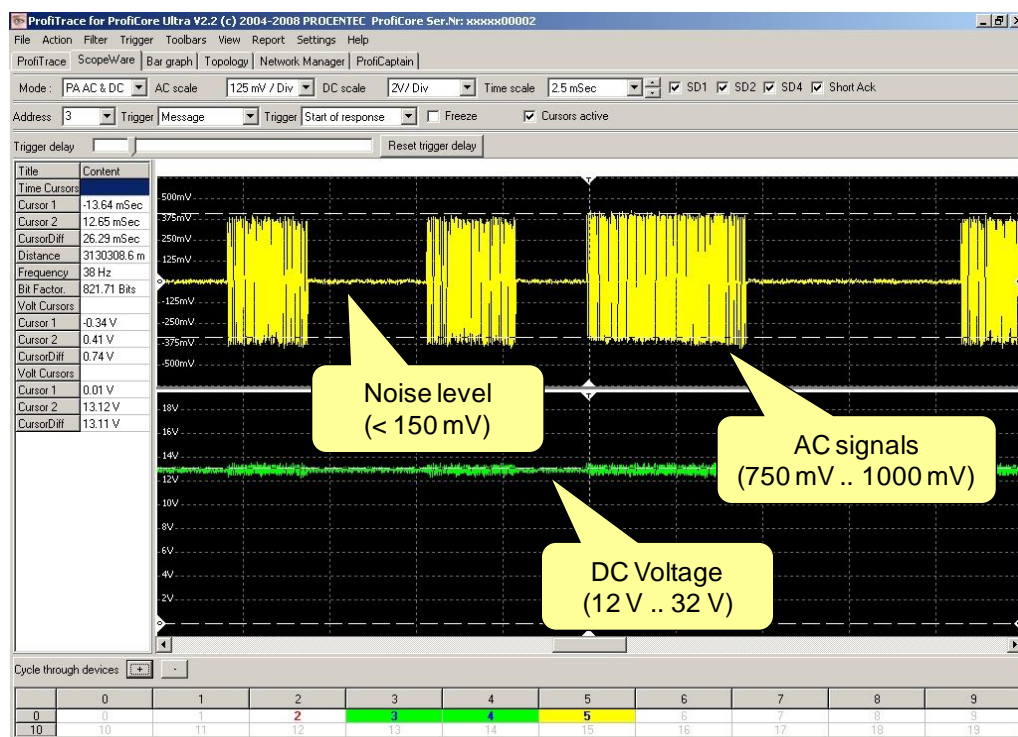 ProfiTrace for ProfiCore Ultra V2.2 (c) 2004-2008 PROCENTEC ProfiCore Ser.Nr: xxxxx00002
File Action Filter Trigger Toolbars View Report Settings Help
ProfiTrace ScopeWare Bar graph Topology Network Manager ProfiCaptain
Mode : PA AC & DC AC scale 125 mV / Div DC scale 2V/ Div Time scale 2.5 mSec SD1 SD2 SD4 Short Ack
Address 3 Trigger Message Trigger Start of response Freeze Cursors active
Trigger delay Reset trigger delay
Title Content
Time Cursors
Cursor 1 -13.64 mSec
Cursor 2 12.65 mSec
CursorDiff 26.29 mSec
Distance 3130308.6 m
Frequency 38 Hz
Bit Factor. 821.71 Bits
Volt Cursors
Cursor 1 -0.34 V
Cursor 2 0.41 V
CursorDiff 0.74 V
Volt Cursors
Cursor 1 0.01 V
Cursor 2 13.12 V
CursorDiff 13.11 V
500mV
375mV
250mV
125mV
-125mV
-250mV
-375mV
-500mV
Noise level
(< 150 mV)
AC signals
(750 mV .. 1000 mV)
18V
16V
14V
12V
10V
8V
6V
4V
2V
DC Voltage
(12 V .. 32 V)
Cycle through devices + -
0 1 2 3 4 5 6 7 8 9
0 0 1 2 3 4 5 6 7 8 9
10 10 11 12 13 14 15 16 17 18 19